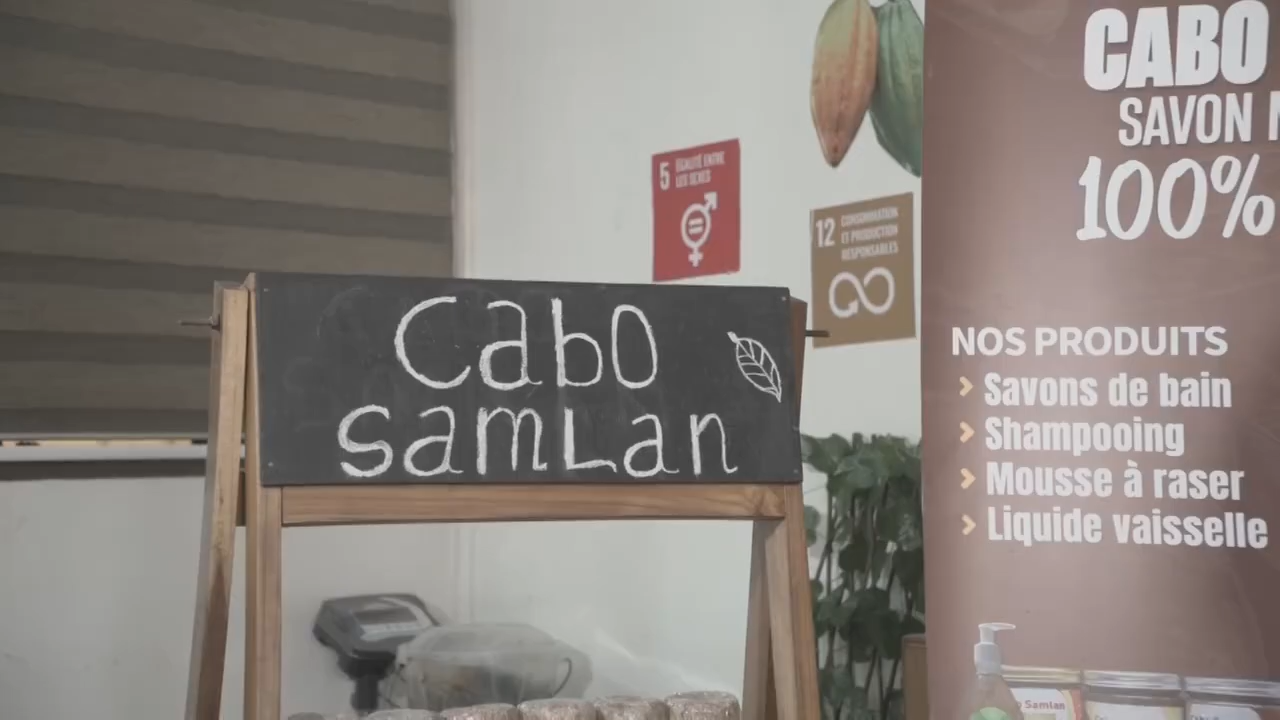 CABO
SAVON
100%
5 ÉGALITÉ ENTRE
LES SEXES
12 CONSOMMATION
ET PRODUCTION
RESPONSABLES
Cabo
samLan
NOS PRODUITS
Savons de bain
Shampooing
Mousse à raser
Liquide vaisselle
Samlan